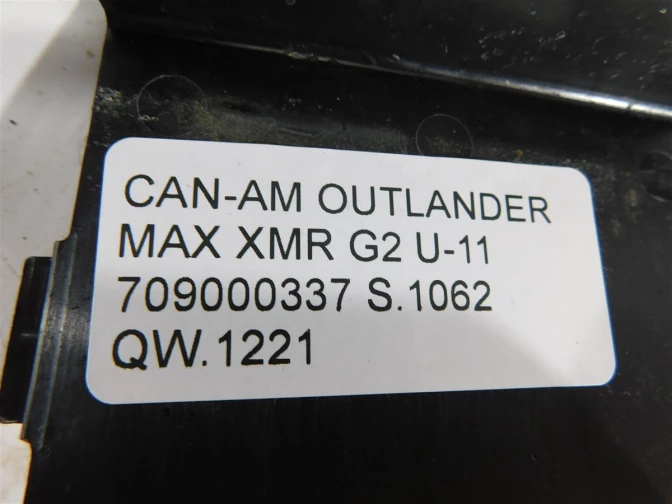 CAN-AM OUTLANDER
MAX XMR G2 U-11
709000337 S.1062
QW.1221